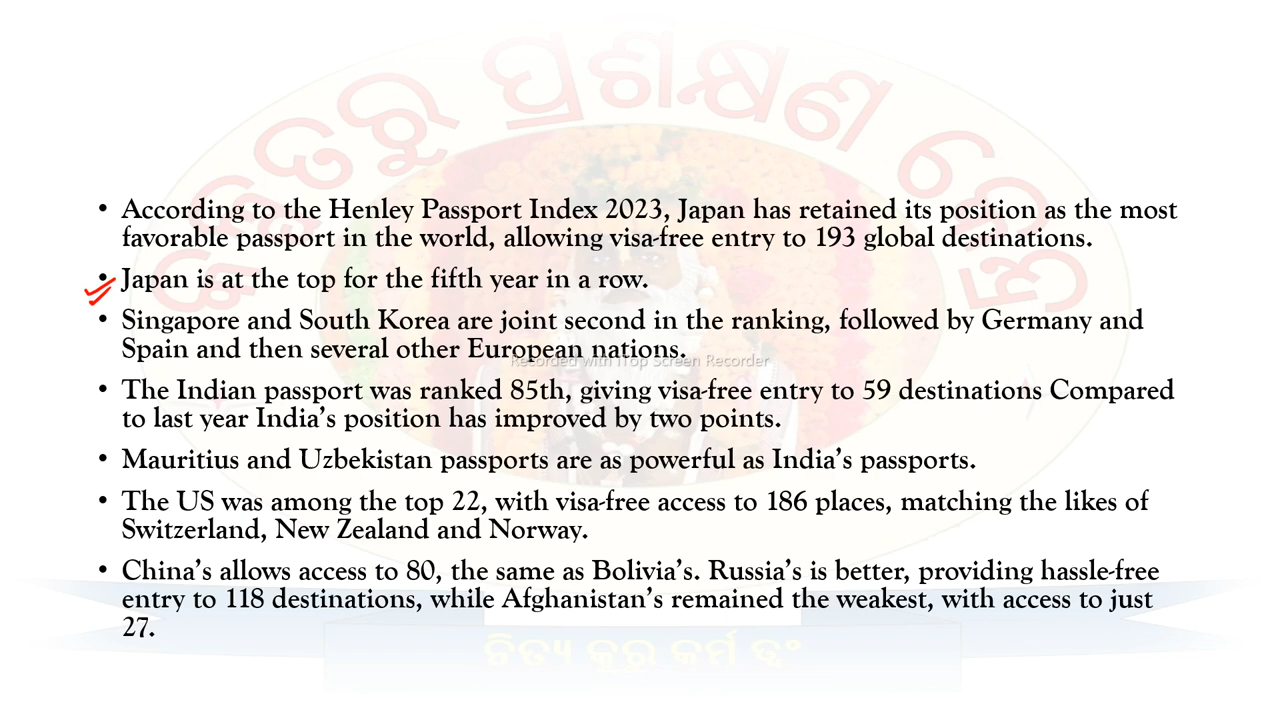 • According to the Henley Passport Index 2023, Japan has retained its position as the most
favorable passport in the world, allowing visa-free entry to 193 global destinations.
• Japan is at the top for the fifth year in a row.
• Singapore and South Korea are joint second in the ranking, followed by Germany and
Spain and then several other European nations.
Recorded with iTop Screen Recorder
• The Indian passport was ranked 85th, giving visa-free entry to 59 destinations Compared
to last year India's position has improved by two points.
• Mauritius and Uzbekistan passports are as powerful as India's passports.
• The US was among the top 22, with visa-free access to 186 places, matching the likes of
Switzerland, New Zealand and Norway.
• China's allows access to 80, the same as Bolivia's. Russia's is better, providing hassle-free
entry to 118 destinations, while Afghanistan's remained the weakest, with access to just
27.